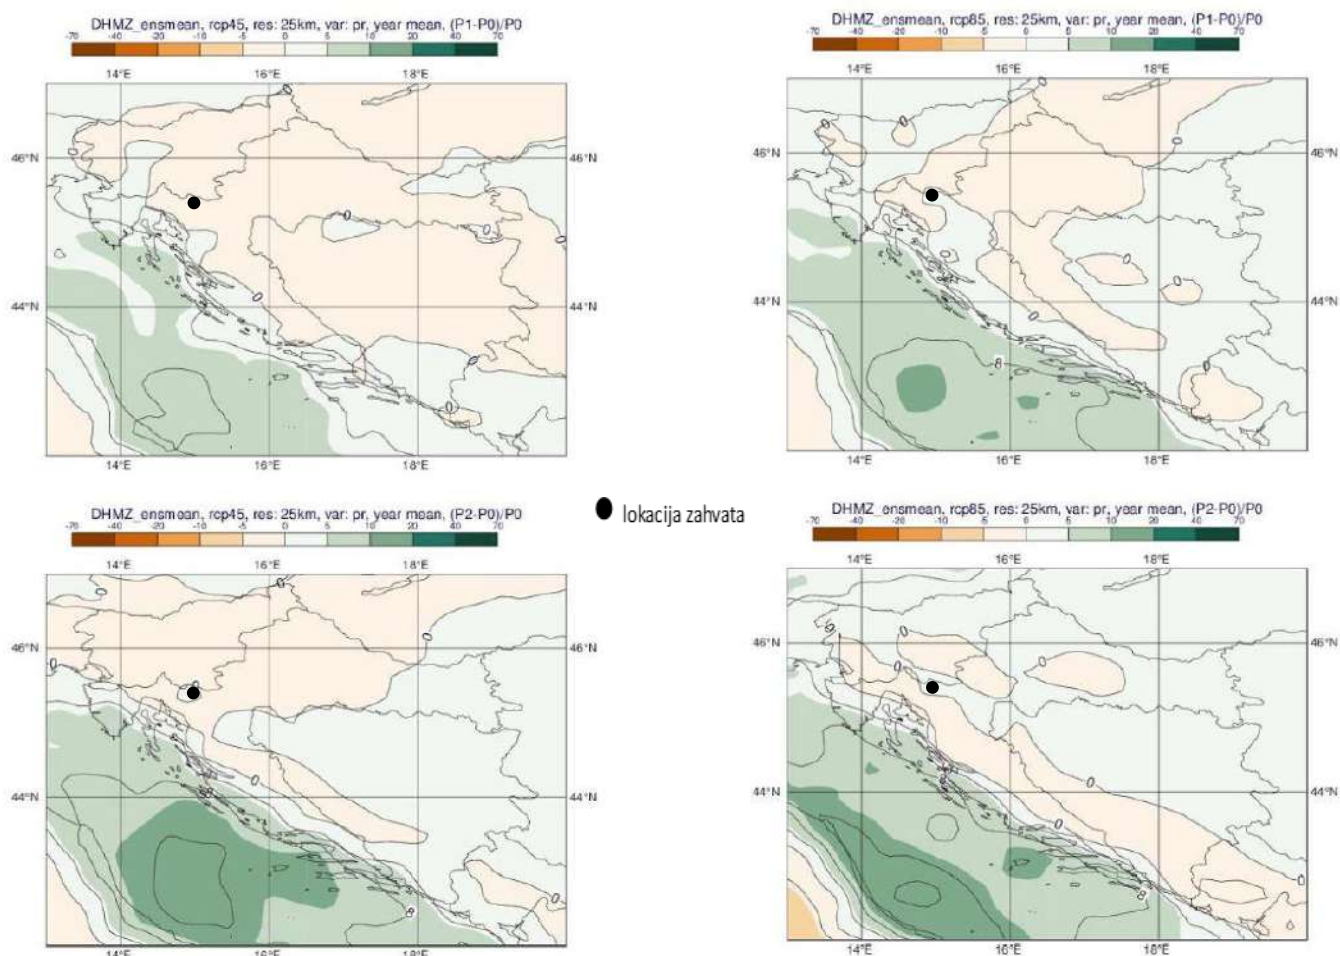 DHMZ_ensmean, rcp45, res: 25km, var: pr, year mean, (P1-P0)/P0
-70 -40 -20 -10 -5 0 5 10 20 40 70
14°E 16°E 18°E
46°N 46°N
44°N 44°N
14°E 16°E 18°E
DHMZ_ensmean, rcp85, res: 25km, var: pr, year mean, (P1-P0)/P0
-70 -40 -20 -10 -5 0 5 10 20 40 70
14°E 16°E 18°E
46°N 46°N
44°N 44°N
8
14°E 16°E 18°E
lokacija zahvata
DHMZ_ensmean, rcp45, res: 25km, var: pr, year mean, (P2-P0)/P0
-70 -40 -20 -10 -5 0 5 10 20 40 70
14°E 16°E 18°E
46°N 46°N
44°N 44°N
8
14°E 16°E 18°E
DHMZ_ensmean, rcp85, res: 25km, var: pr, year mean, (P2-P0)/P0
-70 -40 -20 -10 -5 0 5 10 20 40 70
14°E 16°E 18°E
46°N 46°N
44°N 44°N
8
14°E 16°E 18°E